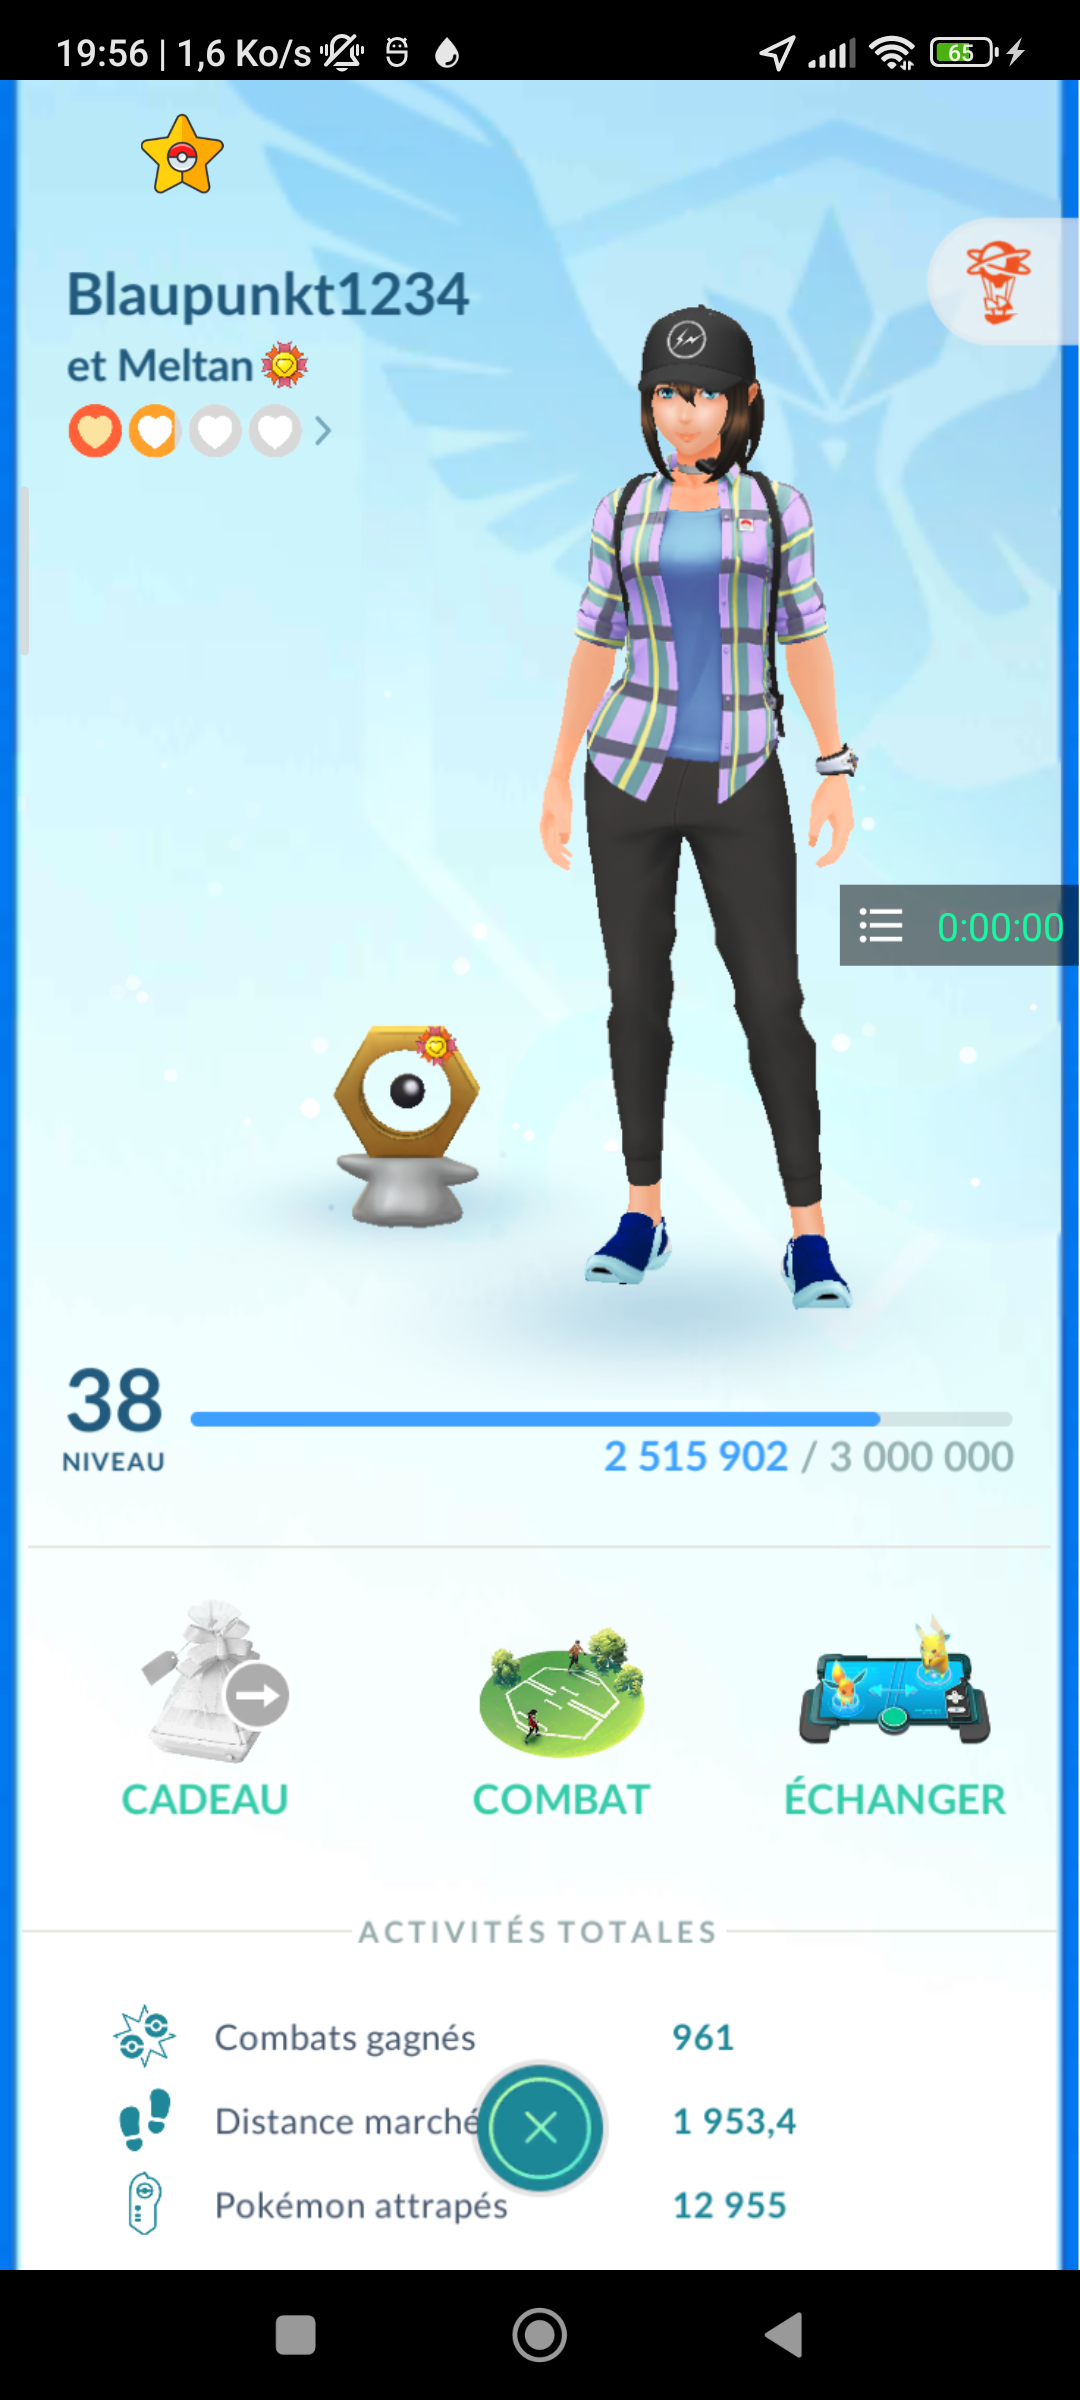 19:56 | 1,6 Ko/s
65
Blaupunkt1234
et Meltan
0:00:00
38
NIVEAU
2 515 902 / 3 000 000
CADEAU
COMBAT
ÉCHANGER
ACTIVITÉS TOTALES
Combats gagnés 961
Distance marché 1 953,4
Pokémon attrapés 12 955